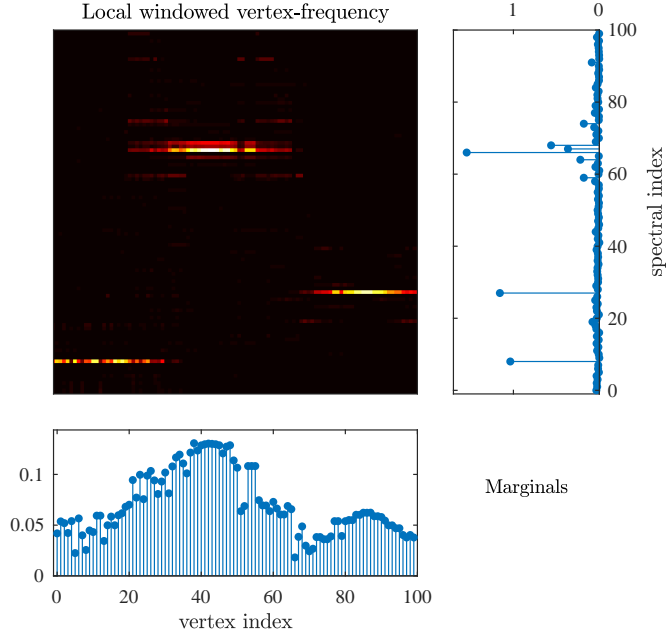 Local windowed vertex-frequency
1 0
100
80
60
40
20
0
spectral index
0.1
0.05
0
0 20 40 60 80 100
vertex index
Marginals